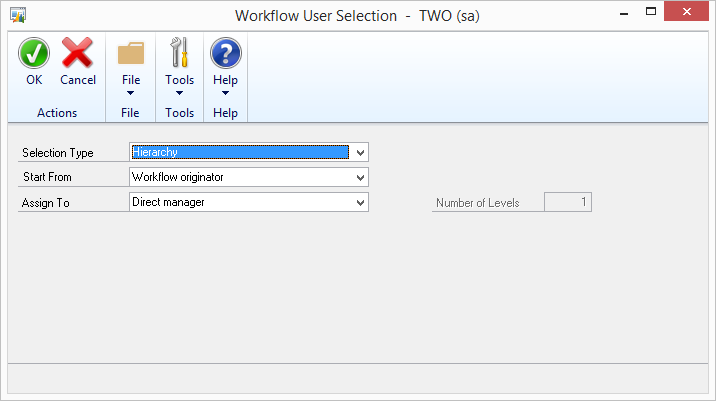 Workflow User Selection  -  TWO (sa)
OK Cancel File Tools Help
Actions File Tools Help
Selection Type Hierarchy
Start From Workflow originator
Assign To Direct manager Number of Levels 1